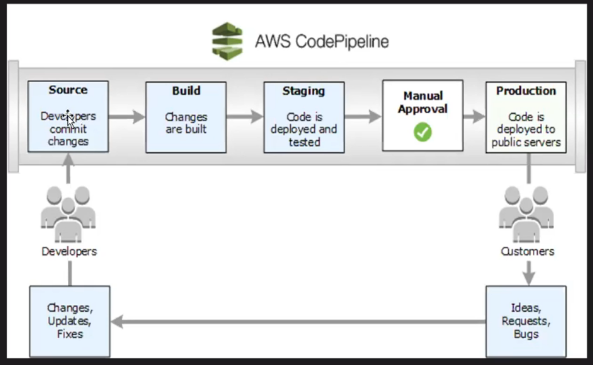 AWS CodePipeline
Source
Developers
commit
changes
Build
Changes
are built
Staging
Code is
deployed and
tested
Manual
Approval
Production
Code is
deployed to
public servers
Developers
Customers
Changes,
Updates,
Fixes
Ideas,
Requests,
Bugs